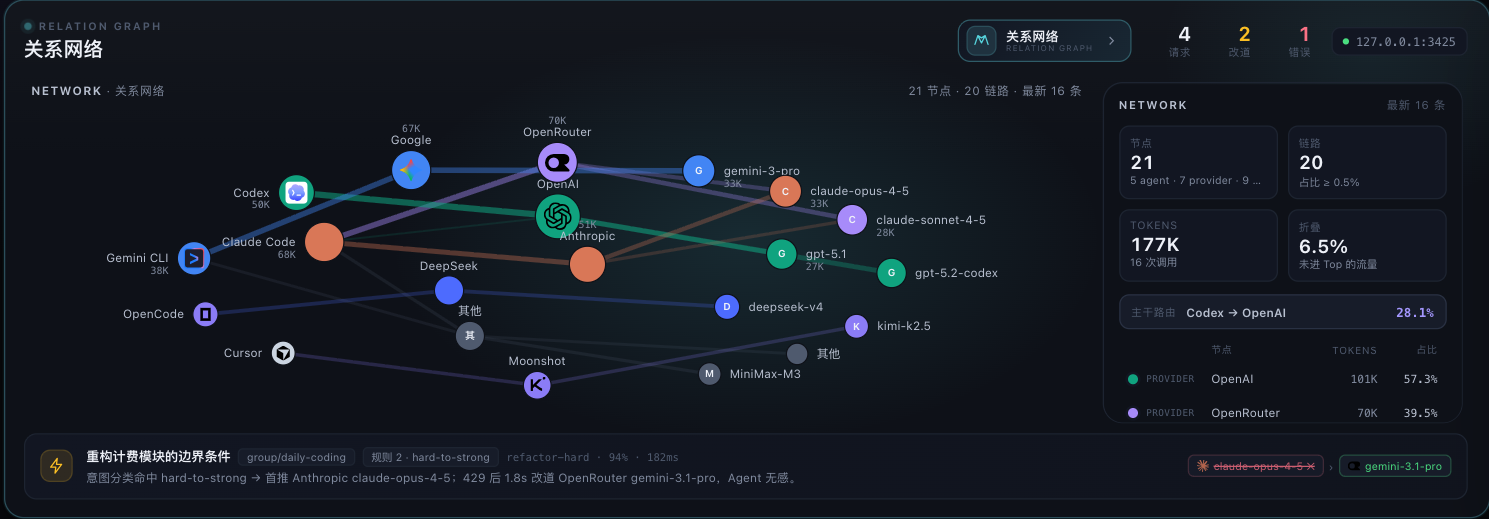 RELATION GRAPH
关系网络
关系网络
RELATION GRAPH
4
请求
2
改道
1
错误
127.0.0.1:3425
NETWORK · 关系网络
21 节点 · 20 链路 · 最新 16 条
67K
Google
70K
OpenRouter
OpenAI
Codex
50K
G
gemini-3-pro
33K
C
claude-opus-4-5
33K
C
claude-sonnet-4-5
28K
51K
Anthropic
Claude Code
68K
Gemini CLI
38K
G
gpt-5.1
27K
G
gpt-5.2-codex
DeepSeek
其他
其
OpenCode
D
deepseek-v4
K
kimi-k2.5
Cursor
其他
Moonshot
M
MiniMax-M3
NETWORK
最新 16 条
节点
21
5 agent · 7 provider · 9 ...
链路
20
占比 ≥ 0.5%
TOKENS
177K
16 次调用
折叠
6.5%
未进 Top 的流量
主干路由 Codex → OpenAI 28.1%
节点 TOKENS 占比
PROVIDER OpenAI 101K 57.3%
PROVIDER OpenRouter 70K 39.5%
重构计费模块的边界条件 group/daily-coding 规则 2 · hard-to-strong refactor-hard · 94% · 182ms
意图分类命中 hard-to-strong → 首推 Anthropic claude-opus-4-5；429 后 1.8s 改道 OpenRouter gemini-3.1-pro，Agent 无感。
claude-opus-4-5 ✕ › gemini-3.1-pro